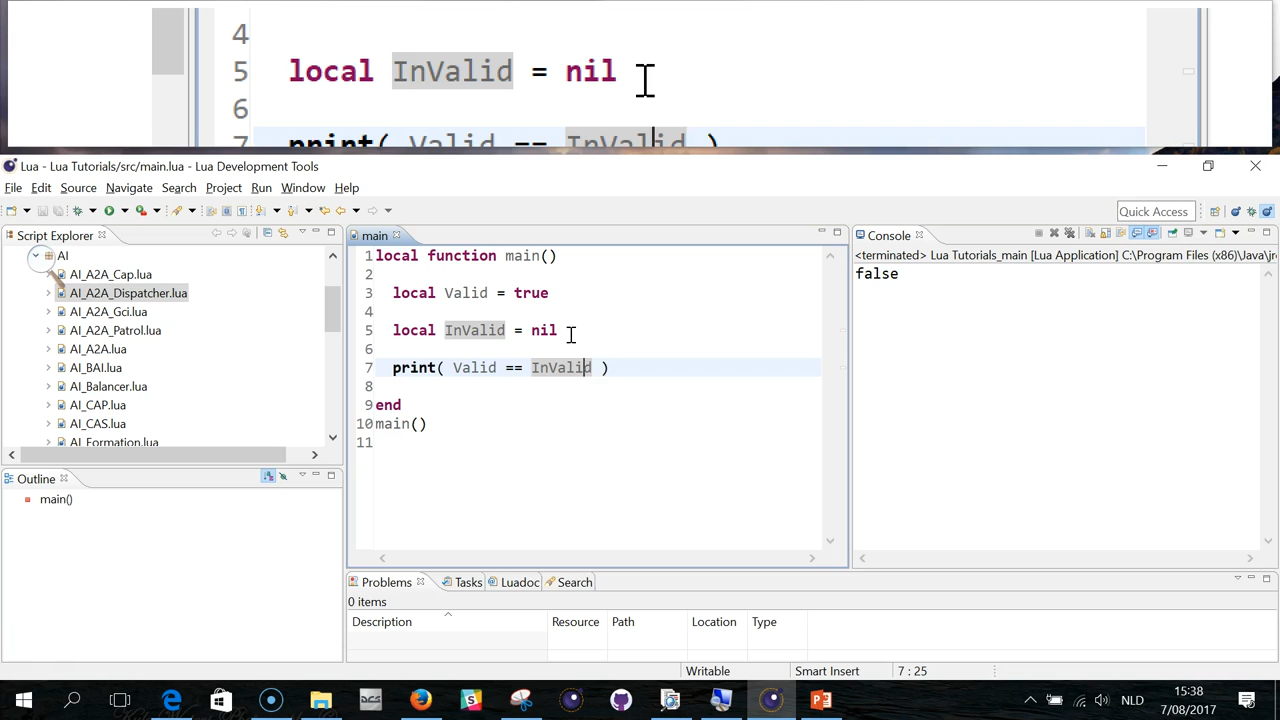 4
5 local InValid = nil
6
7 print( Valid == InValid )
Lua - Lua Tutorials/src/main.lua - Lua Development Tools
File Edit Source Navigate Search Project Run Window Help
Quick Access
Script Explorer
AI
AI_A2A_Cap.lua
AI_A2A_Dispatcher.lua
AI_A2A_Gci.lua
AI_A2A_Patrol.lua
AI_A2A.lua
AI_BAI.lua
AI_Balancer.lua
AI_CAP.lua
AI_CAS.lua
AI_Formation.lua
Outline
main()
main
1 local function main()
2
3 local Valid = true
4
5 local InValid = nil
6
7 print( Valid == InValid )
8
9 end
10 main()
11
Console
<terminated> Lua Tutorials_main [Lua Application] C:\Program Files (x86)\Java\jr
false
Problems Tasks Luadoc Search
0 items
Description Resource Path Location Type
Writable Smart Insert 7 : 25
DCS
NLD
15:38
7/08/2017